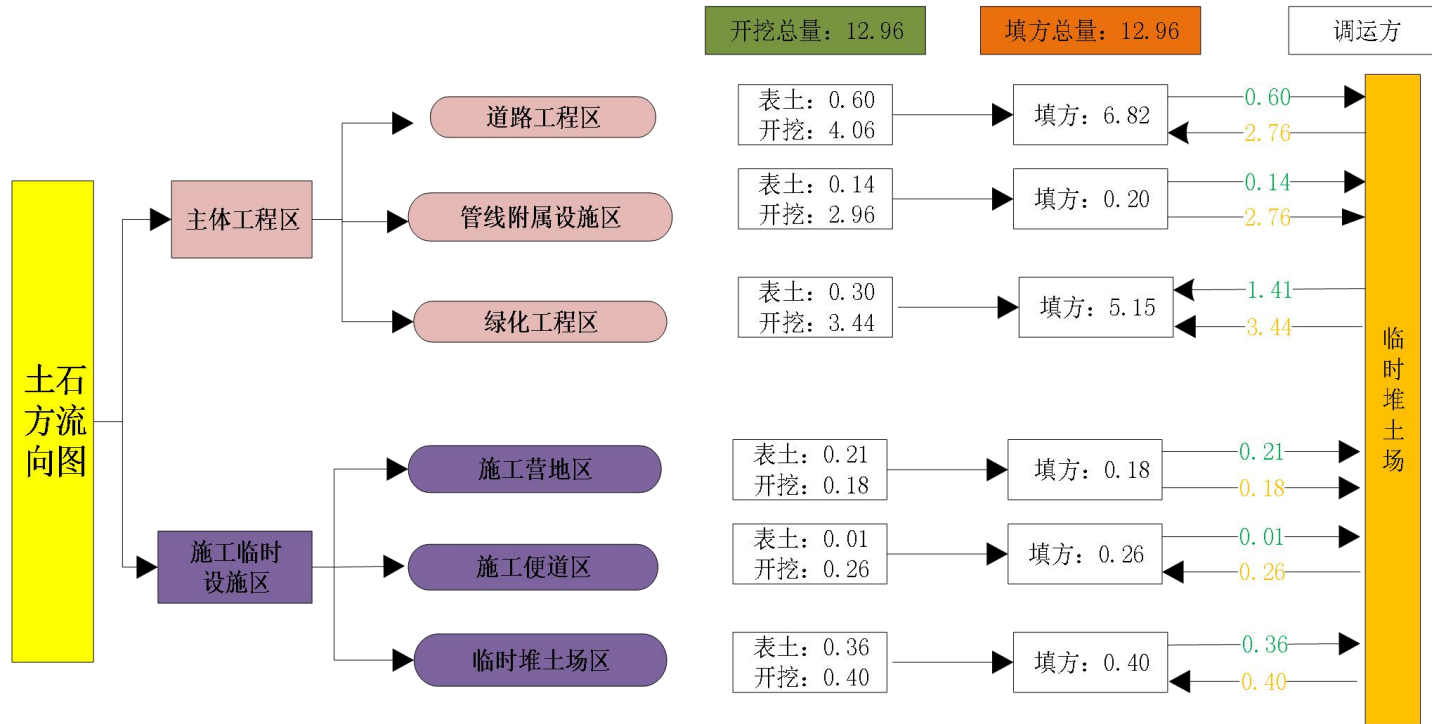 开挖总量：12.96
填方总量：12.96
调运方
土石
方流
向图
主体工程区
施工临时
设施区
道路工程区
表土：0.60
开挖：4.06
填方：6.82
0.60
2.76
管线附属设施区
表土：0.14
开挖：2.96
填方：0.20
0.14
2.76
绿化工程区
表土：0.30
开挖：3.44
填方：5.15
1.41
3.44
施工营地区
表土：0.21
开挖：0.18
填方：0.18
0.21
0.18
施工便道区
表土：0.01
开挖：0.26
填方：0.26
0.01
0.26
临时堆土场区
表土：0.36
开挖：0.40
填方：0.40
0.36
0.40
临时堆土场